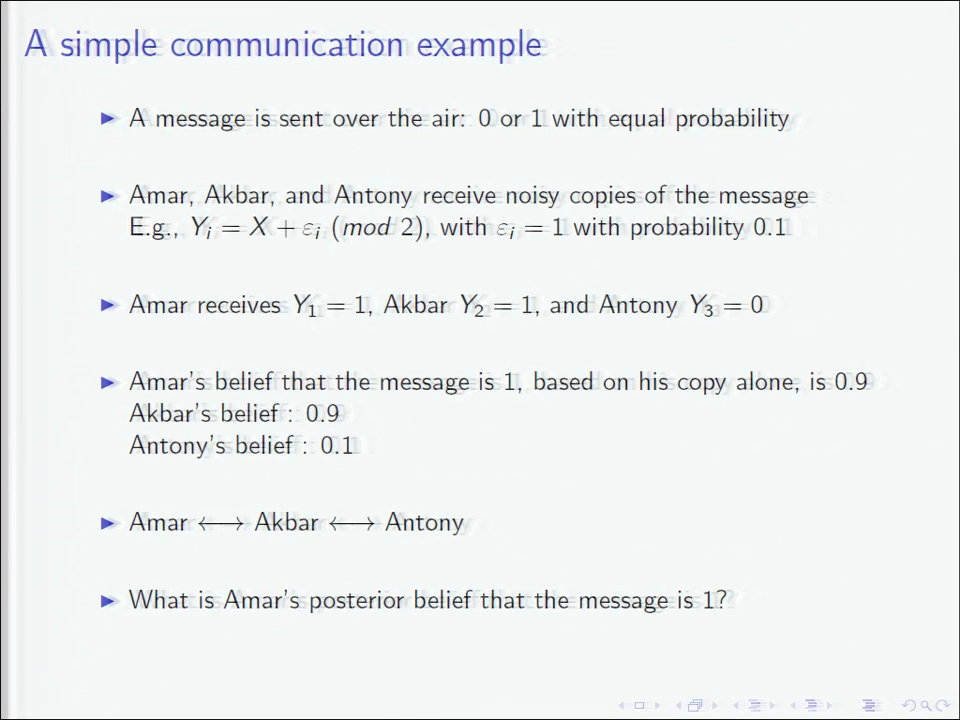 A simple communication example
▶ A message is sent over the air: 0 or 1 with equal probability
▶ Amar, Akbar, and Antony receive noisy copies of the message
E.g., Yᵢ = X + εᵢ (mod 2), with εᵢ = 1 with probability 0.1
▶ Amar receives Y₁ = 1, Akbar Y₂ = 1, and Antony Y₃ = 0
▶ Amar's belief that the message is 1, based on his copy alone, is 0.9
Akbar's belief : 0.9
Antony's belief : 0.1
▶ Amar ⟷ Akbar ⟷ Antony
▶ What is Amar's posterior belief that the message is 1?